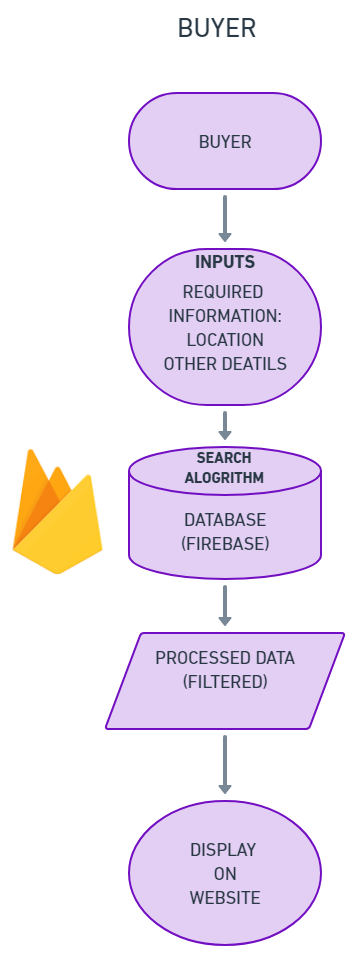 BUYER
BUYER
INPUTS
REQUIRED
INFORMATION:
LOCATION
OTHER DEATILS
SEARCH
ALOGRITHM
DATABASE
(FIREBASE)
PROCESSED DATA
(FILTERED)
DISPLAY
ON
WEBSITE